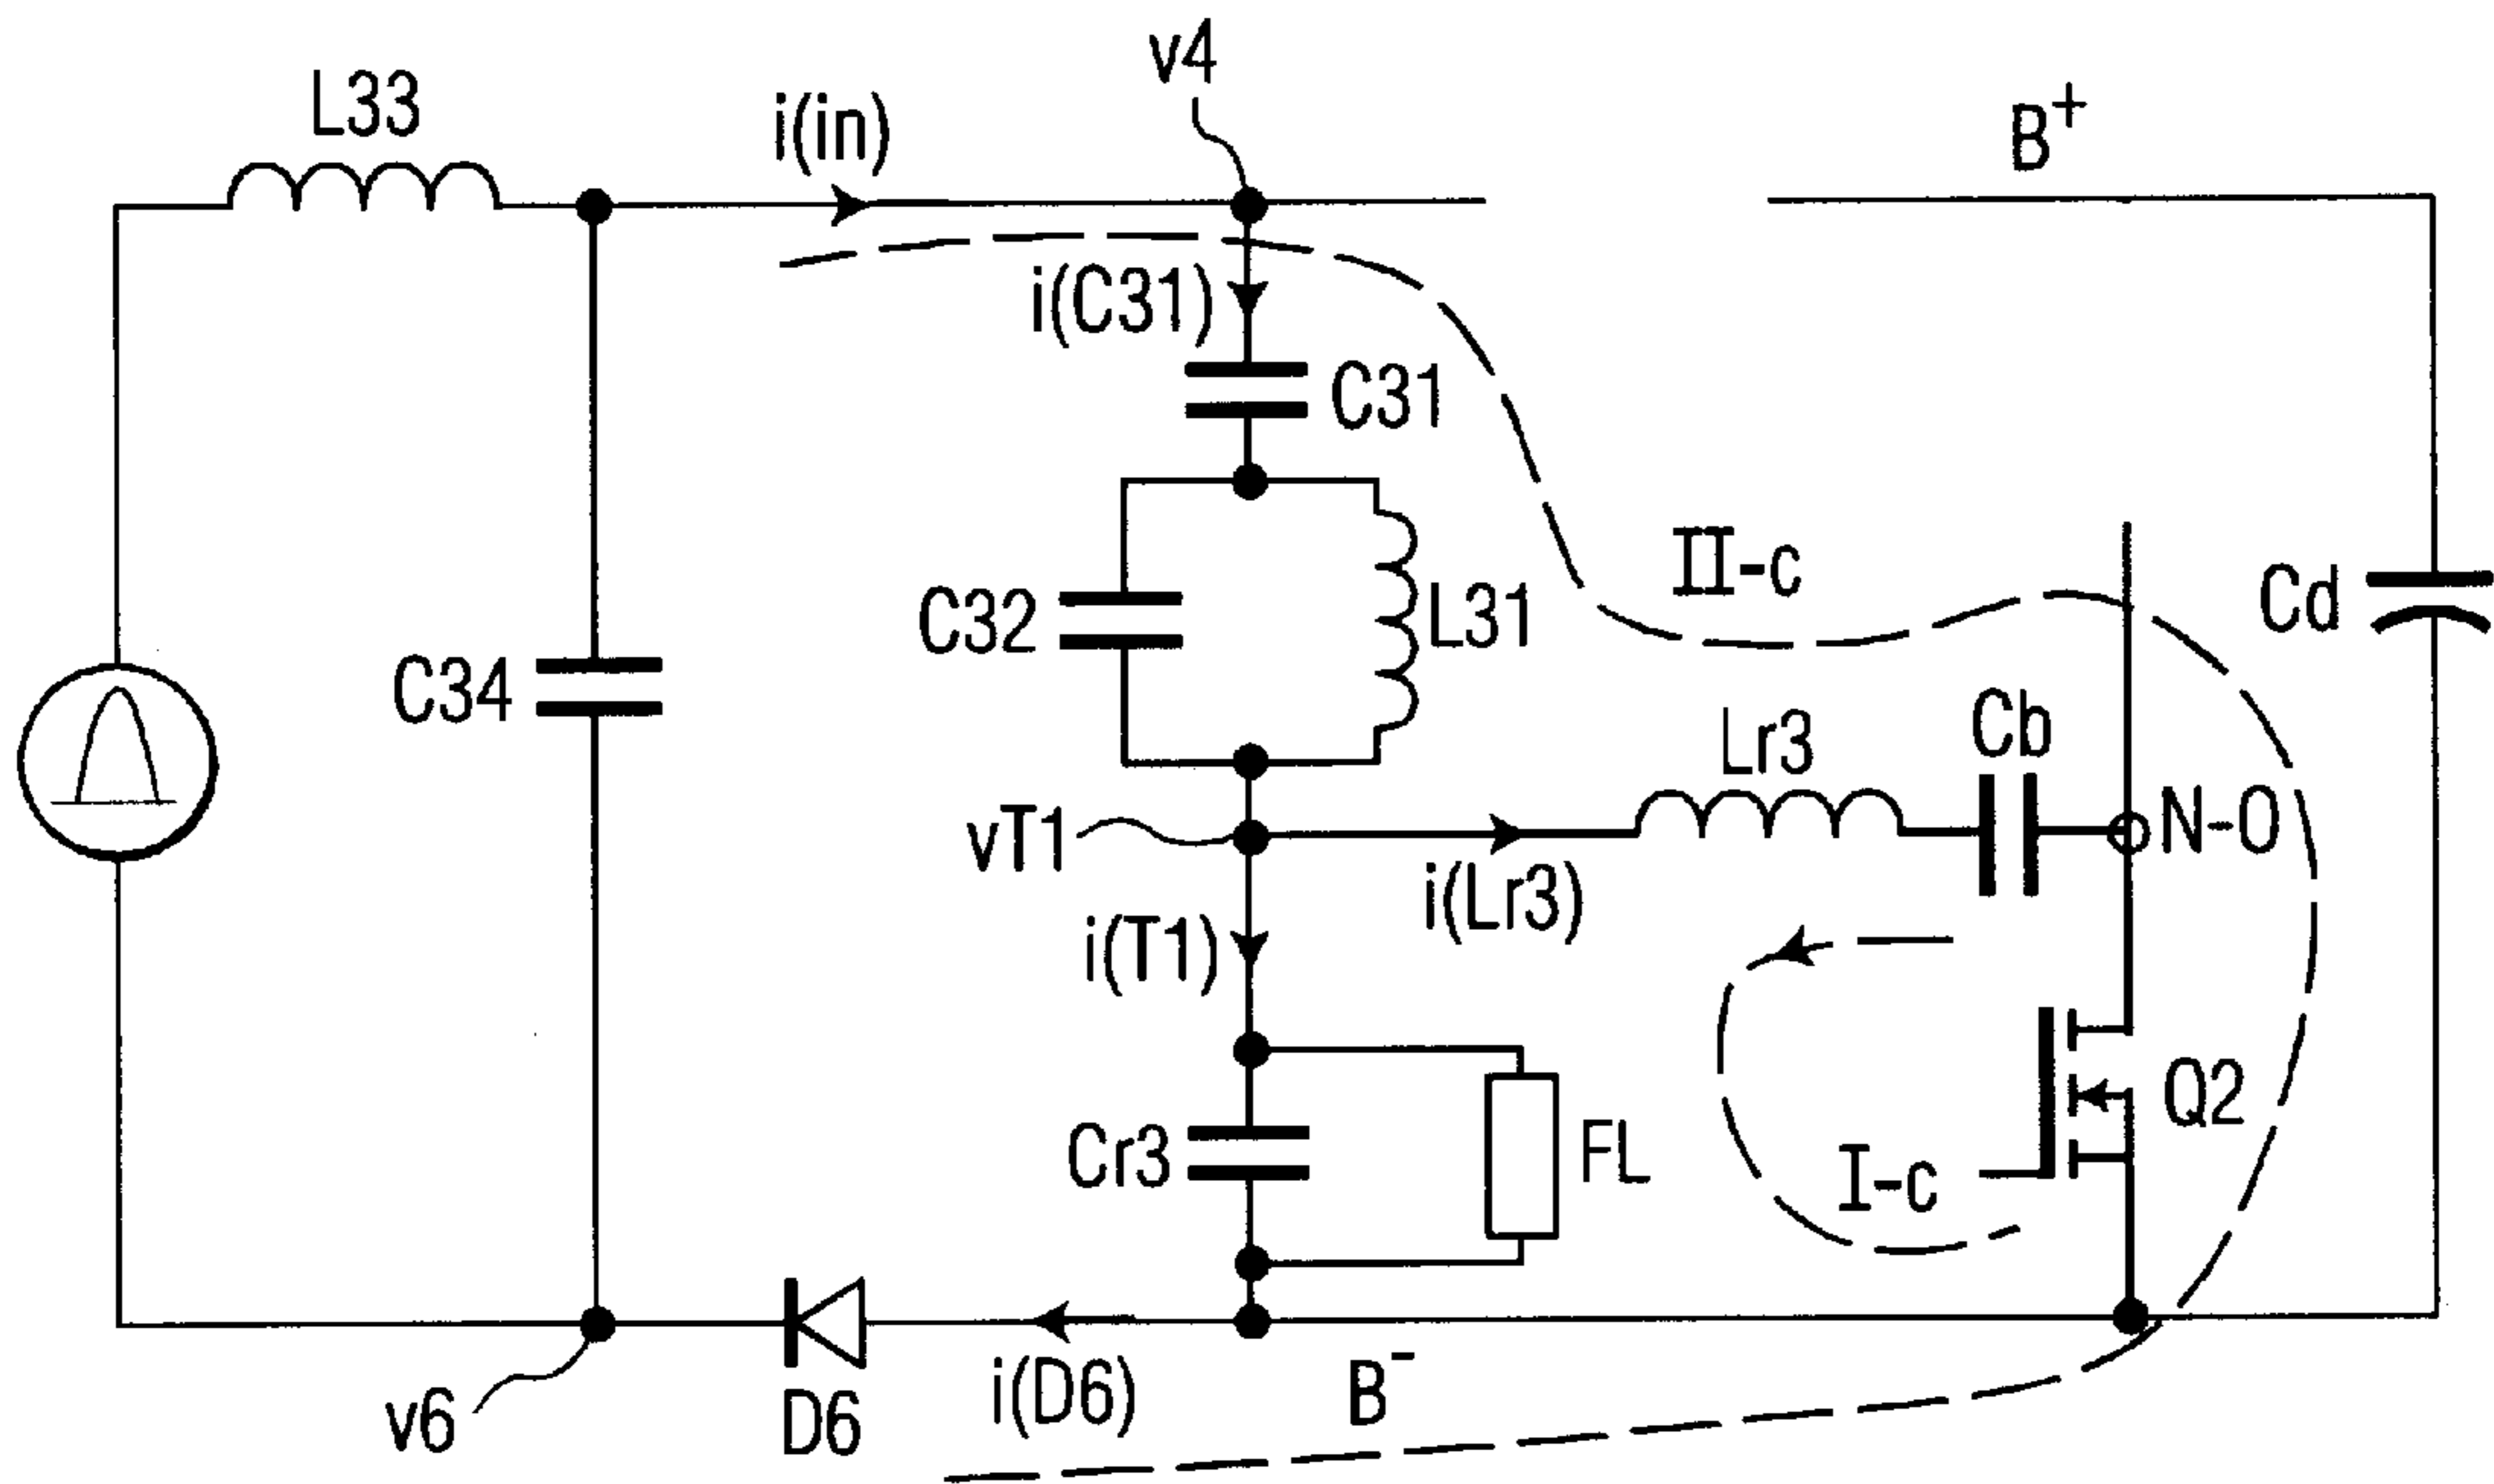 v4
L33
i(in)
B+
i(C31)
C31
II-c
C32
L31
Cd
C34
Lr3
Cb
vT1
N-O
i(Lr3)
i(T1)
Q2
Cr3
FL
I-c
v6
D6
i(D6)
B-